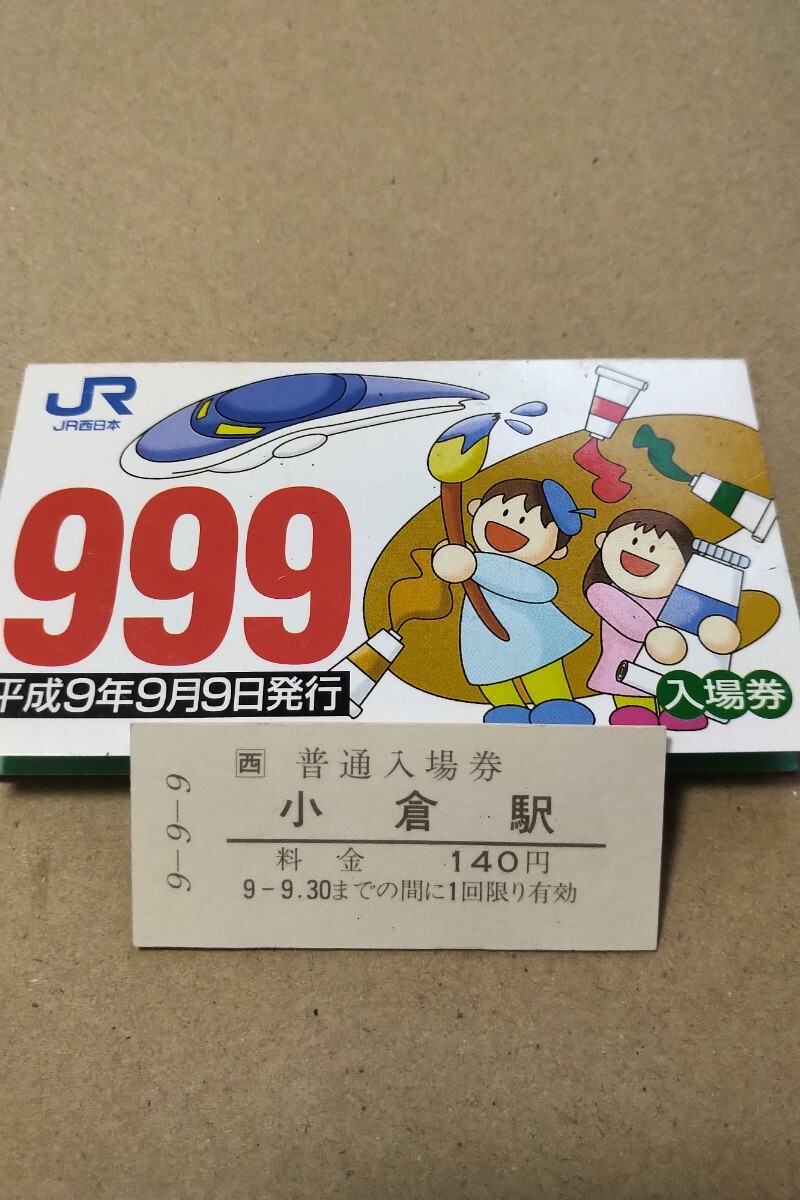 JR
JR西日本
999
平成9年9月9日発行
入場券
9-9-9
西 普通入場券
小倉駅
料金 140円
9-9.30までの間に1回限り有効